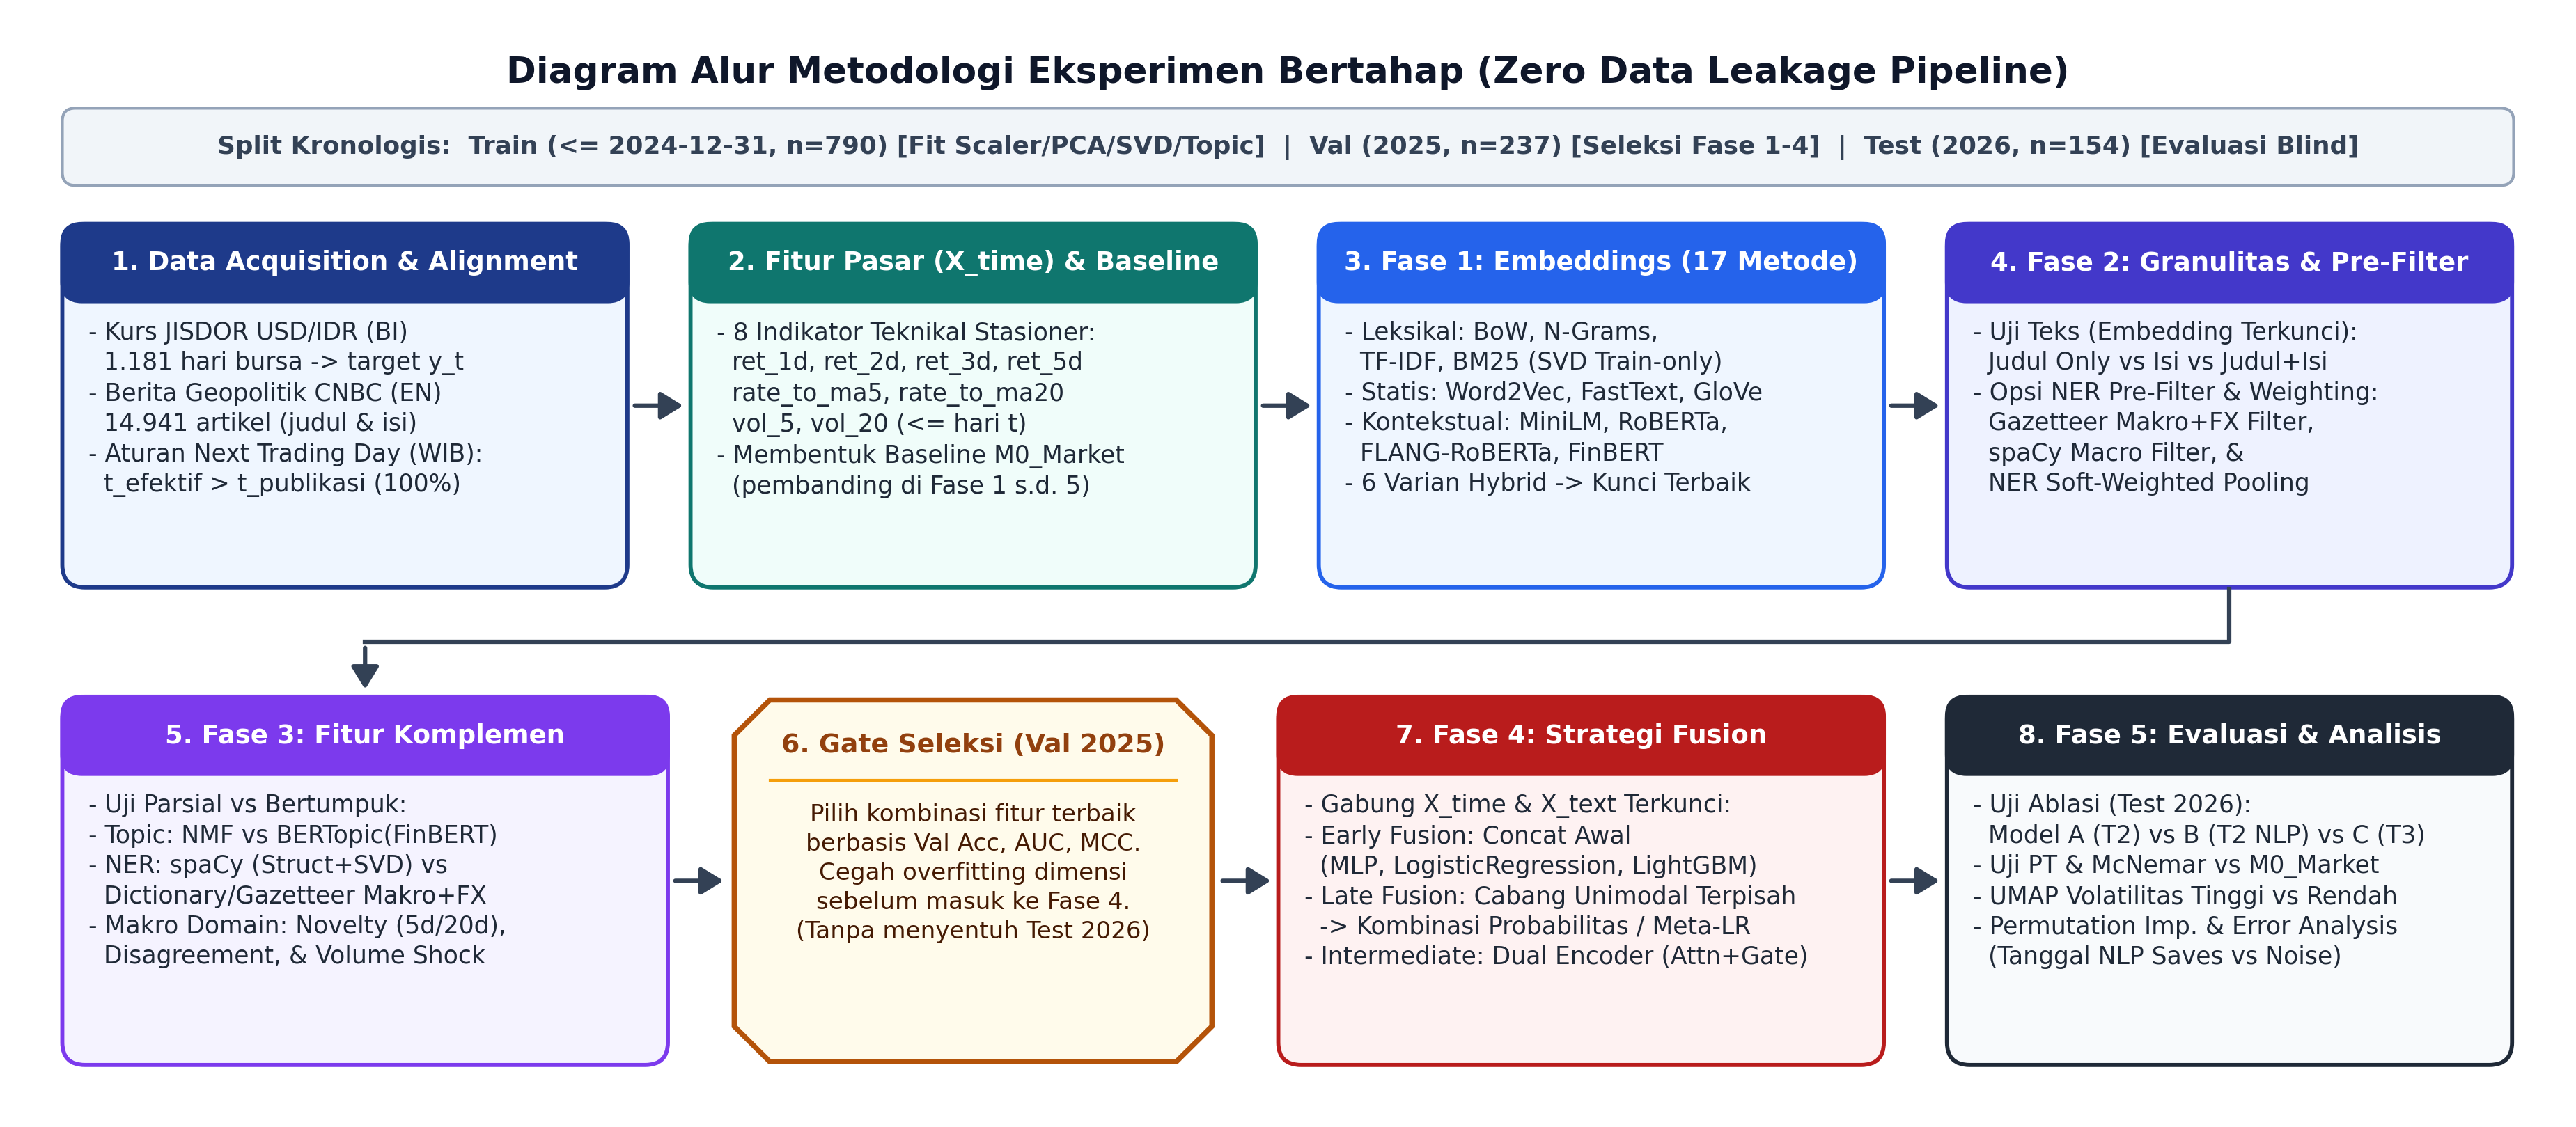 Diagram Alur Metodologi Eksperimen Bertahap (Zero Data Leakage Pipeline)
Split Kronologis:  Train (<= 2024-12-31, n=790) [Fit Scaler/PCA/SVD/Topic]  |  Val (2025, n=237) [Seleksi Fase 1-4]  |  Test (2026, n=154) [Evaluasi Blind]
1. Data Acquisition & Alignment
- Kurs JISDOR USD/IDR (BI)
1.181 hari bursa -> target y_t
- Berita Geopolitik CNBC (EN)
14.941 artikel (judul & isi)
- Aturan Next Trading Day (WIB):
t_efektif > t_publikasi (100%)
2. Fitur Pasar (X_time) & Baseline
- 8 Indikator Teknikal Stasioner:
ret_1d, ret_2d, ret_3d, ret_5d
rate_to_ma5, rate_to_ma20
vol_5, vol_20 (<= hari t)
- Membentuk Baseline M0_Market
(pembanding di Fase 1 s.d. 5)
3. Fase 1: Embeddings (17 Metode)
- Leksikal: BoW, N-Grams,
TF-IDF, BM25 (SVD Train-only)
- Statis: Word2Vec, FastText, GloVe
- Kontekstual: MiniLM, RoBERTa,
FLANG-RoBERTa, FinBERT
- 6 Varian Hybrid -> Kunci Terbaik
4. Fase 2: Granulitas & Pre-Filter
- Uji Teks (Embedding Terkunci):
Judul Only vs Isi vs Judul+Isi
- Opsi NER Pre-Filter & Weighting:
Gazetteer Makro+FX Filter,
spaCy Macro Filter, &
NER Soft-Weighted Pooling
5. Fase 3: Fitur Komplemen
- Uji Parsial vs Bertumpuk:
- Topic: NMF vs BERTopic(FinBERT)
- NER: spaCy (Struct+SVD) vs
Dictionary/Gazetteer Makro+FX
- Makro Domain: Novelty (5d/20d),
Disagreement, & Volume Shock
6. Gate Seleksi (Val 2025)
Pilih kombinasi fitur terbaik
berbasis Val Acc, AUC, MCC.
Cegah overfitting dimensi
sebelum masuk ke Fase 4.
(Tanpa menyentuh Test 2026)
7. Fase 4: Strategi Fusion
- Gabung X_time & X_text Terkunci:
- Early Fusion: Concat Awal
(MLP, LogisticRegression, LightGBM)
- Late Fusion: Cabang Unimodal Terpisah
-> Kombinasi Probabilitas / Meta-LR
- Intermediate: Dual Encoder (Attn+Gate)
8. Fase 5: Evaluasi & Analisis
- Uji Ablasi (Test 2026):
Model A (T2) vs B (T2 NLP) vs C (T3)
- Uji PT & McNemar vs M0_Market
- UMAP Volatilitas Tinggi vs Rendah
- Permutation Imp. & Error Analysis
(Tanggal NLP Saves vs Noise)